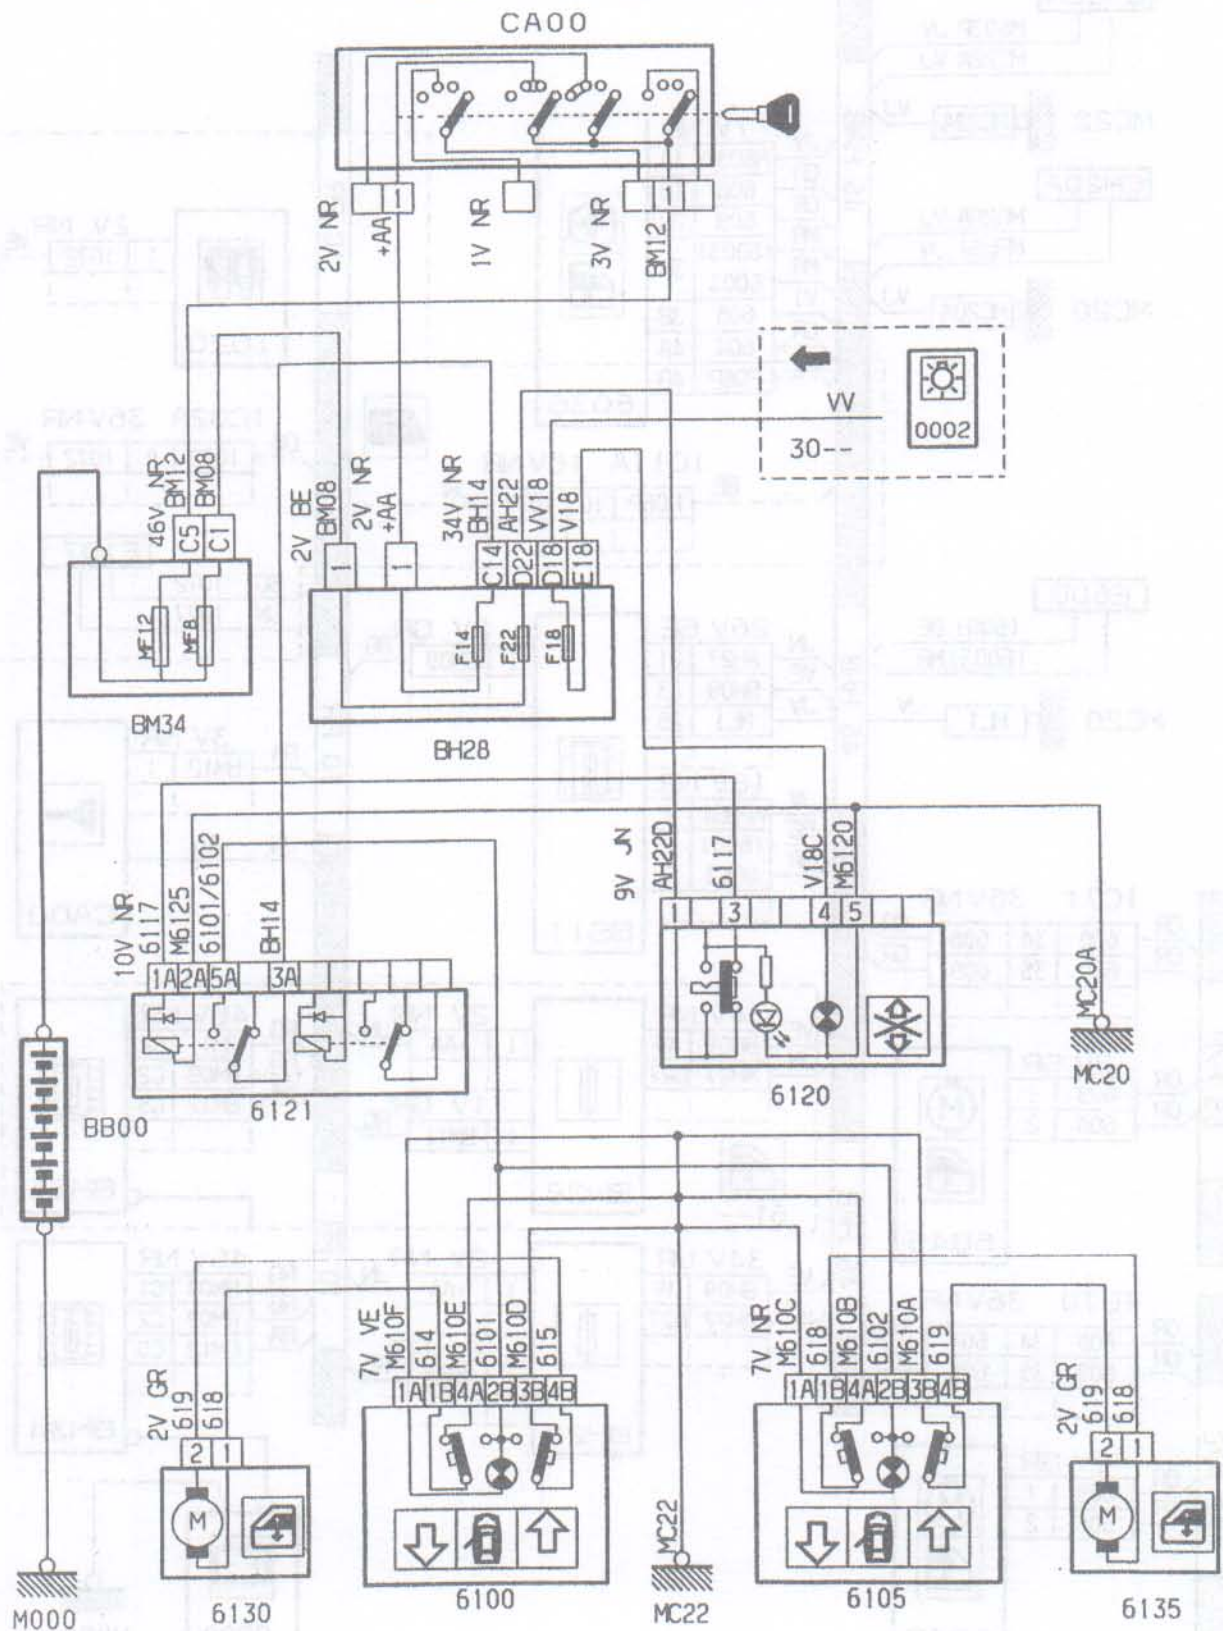 CA00
2V NR
+AA
1
1V NR
3V NR
BM12
1
VV
30--
0002
46V NR
BM12
BM08
C5
C1
MF12
MF8
BM34
2V BE
BM08
1
2V NR
+AA
1
34V NR
BH14
AH22
VV18
V18
C14
D22
D18
E18
F14
F22
F18
BH28
10V NR
6117
M6125
6101/6102
BH14
1A
2A
5A
3A
6121
9V JN
AH22D
6117
V18C
M6120
1
3
4
5
6120
MC20A
MC20
BB00
M000
2V GR
619
618
2
1
M
6130
7V VE
M610F
614
M610E
6101
M610D
615
1A
1B
4A
2B
3B
4B
6100
MC22
MC22
7V NR
M610C
618
M610B
6102
M610A
619
1A
1B
4A
2B
3B
4B
6105
2V GR
619
618
2
1
M
6135